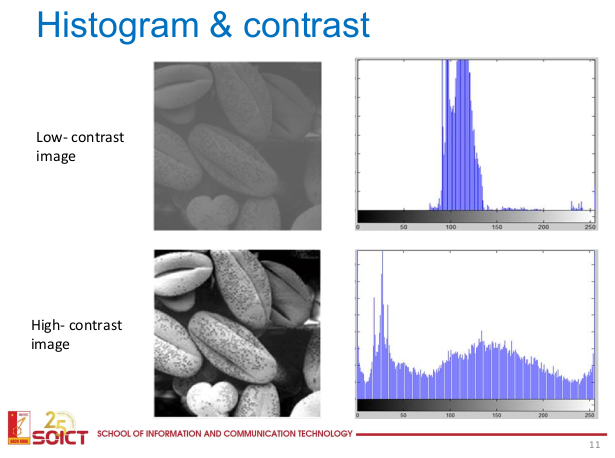 Histogram & contrast
Low- contrast
image
0 50 100 150 200 250
High- contrast
image
0 50 100 150 200 250
25
SOICT
SCHOOL OF INFORMATION AND COMMUNICATION TECHNOLOGY
11